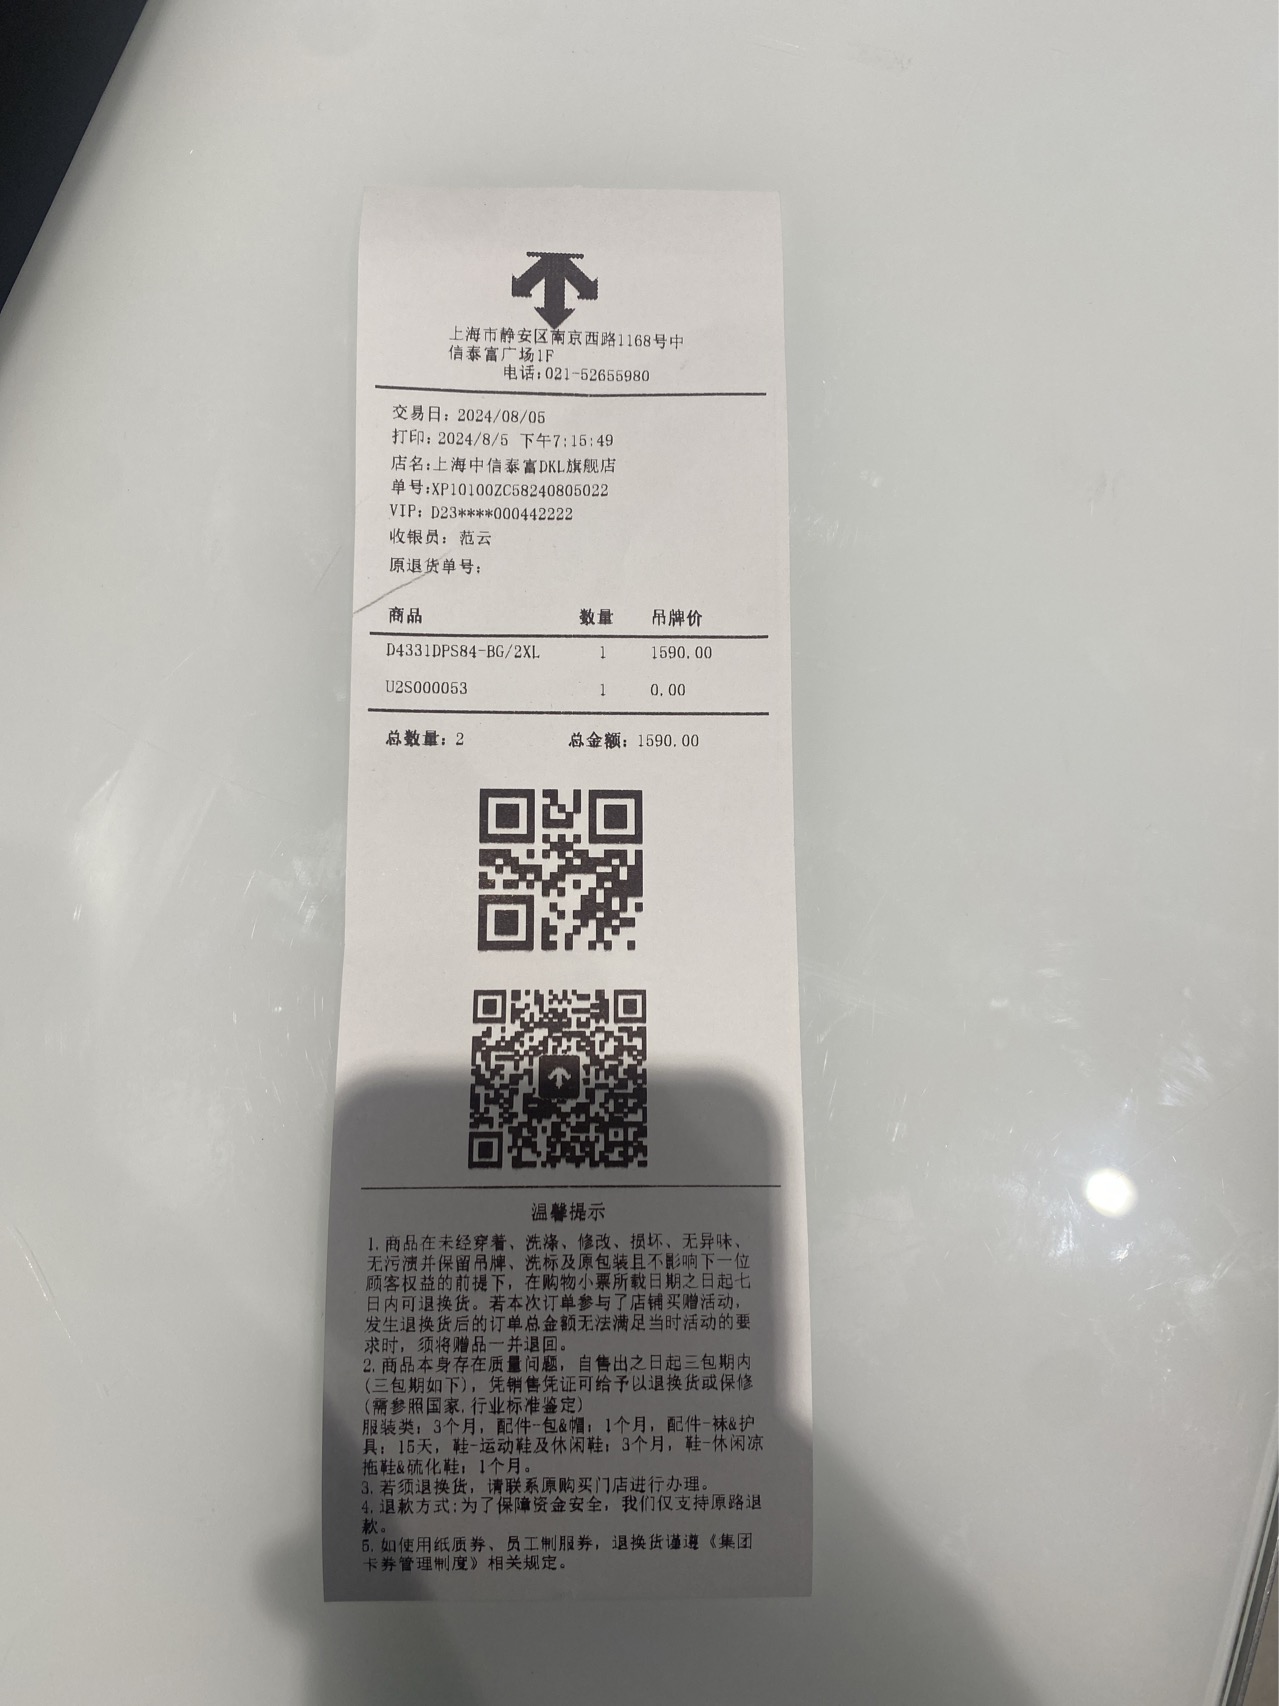 上海市静安区南京西路1168号中
信泰富广场1F
电话:021-52655980
交易日: 2024/08/05
打印: 2024/8/5 下午7:15:49
店名:上海中信泰富DKL旗舰店
单号:XP10100ZC58240805022
VIP: D23****000442222
收银员: 范云
原退货单号:
商品 数量 吊牌价
D4331DPS84-BG/2XL 1 1590.00
U2S000053 1 0.00
总数量: 2 总金额: 1590.00
温馨提示
1. 商品在未经穿着、洗涤、修改、损坏、无异味、
无污渍并保留吊牌、洗标及原包装且不影响下一位
顾客权益的前提下，在购物小票所载日期之日起七
日内可退换货。若本次订单参与了店铺买赠活动，
发生退换货后的订单总金额无法满足当时活动的要
求时，须将赠品一并退回。
2. 商品本身存在质量问题，自售出之日起三包期内
(三包期如下)，凭销售凭证可给予以退换货或保修
(需参照国家,行业标准鉴定)
服装类: 3个月，配件-包&帽: 1个月，配件-袜&护
具: 15天，鞋-运动鞋及休闲鞋: 3个月，鞋-休闲凉
拖鞋&硫化鞋: 1个月。
3. 若须退换货，请联系原购买门店进行办理。
4. 退款方式:为了保障资金安全，我们仅支持原路退
款。
5. 如使用纸质券、员工制服券，退换货谨遵《集团
卡券管理制度》相关规定。